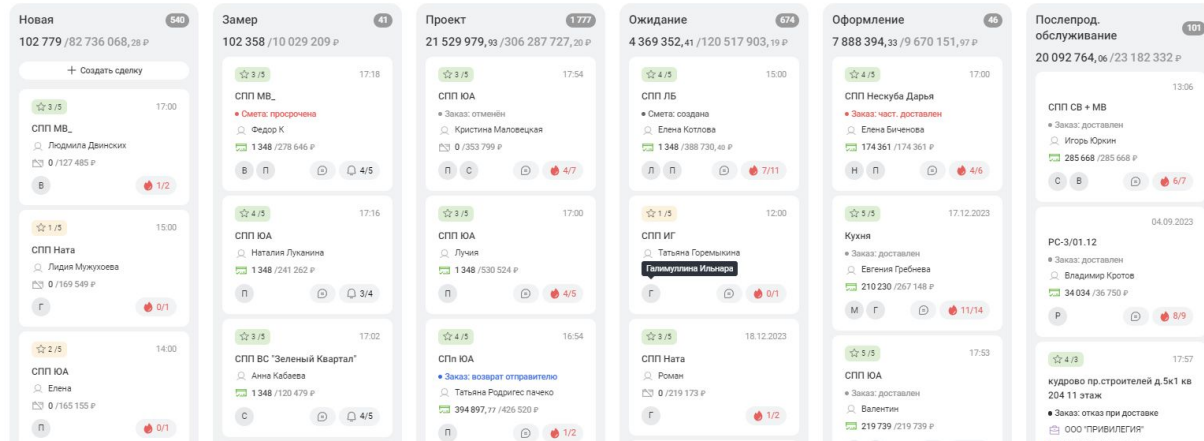 Новая 540
102 779 /82 736 068,28 ₽
+ Создать сделку
3 /5 17:00
СПП МВ_
Людмила Двинских
0 /127 485 ₽
В 1/2
1 /5 15:00
СПП Ната
Лидия Мужухоева
0 /169 549 ₽
Г 0/1
2 /5 14:00
СПП ЮА
Елена
0 /165 155 ₽
П 0/1
Замер 41
102 358 /10 029 209 ₽
3 /5 17:18
СПП МВ_
• Смета: просрочена
Федор К
1 348 /278 646 ₽
В П 4/5
4 /5 17:16
СПП ЮА
Наталия Луканина
1 348 /241 262 ₽
П 3/4
3 /5 17:02
СПП ВС "Зеленый Квартал"
Анна Кабаева
1 348 /120 479 ₽
С 4/5
Проект 1 777
21 529 979,93 /306 287 727,20 ₽
3 /5 17:54
СПП ЮА
• Заказ: отменён
Кристина Маловецкая
0 /353 799 ₽
П С 4/7
3 /5 17:00
СПП ЮА
Лучия
1 348 /530 524 ₽
П 4/5
4 /5 16:54
СПп ЮА
• Заказ: возврат отправителю
Татьяна Родригес пачеко
394 897,77 /426 520 ₽
П 1/2
Ожидание 674
4 369 352,41 /120 517 903,19 ₽
4 /5 15:00
СПП ЛБ
• Смета: создана
Елена Котлова
1 348 /388 730,40 ₽
Л П 7/11
1 /5 12:00
СПП ИГ
Татьяна Горемыкина
Галимуллина Ильнара
Г 0/1
3 /5 18.12.2023
СПП Ната
Роман
0 /219 173 ₽
Г 1/2
Оформление 46
7 888 394,33 /9 670 151,97 ₽
4 /5 17:00
СПП Нескуба Дарья
• Заказ: част. доставлен
Елена Биченова
174 361 /174 361 ₽
Н П 4/6
5 /5 17.12.2023
Кухня
• Заказ: доставлен
Евгения Гребнева
210 230 /267 148 ₽
М Г 11/14
5 /5 17:53
СПП ЮА
• Заказ: доставлен
Валентин
219 739 /219 739 ₽
Послепрод.
обслуживание 101
20 092 764,06 /23 182 332 ₽
13:06
СПП СВ + МВ
• Заказ: доставлен
Игорь Юркин
285 668 /285 668 ₽
С В 6/7
04.09.2023
РС-3/01.12
• Заказ: доставлен
Владимир Кротов
34 034 /36 750 ₽
Р 8/9
4 /3 17:57
кудрово пр.строителей д.5к1 кв
204 11 этаж
• Заказ: отказ при доставке
ООО "ПРИВИЛЕГИЯ"